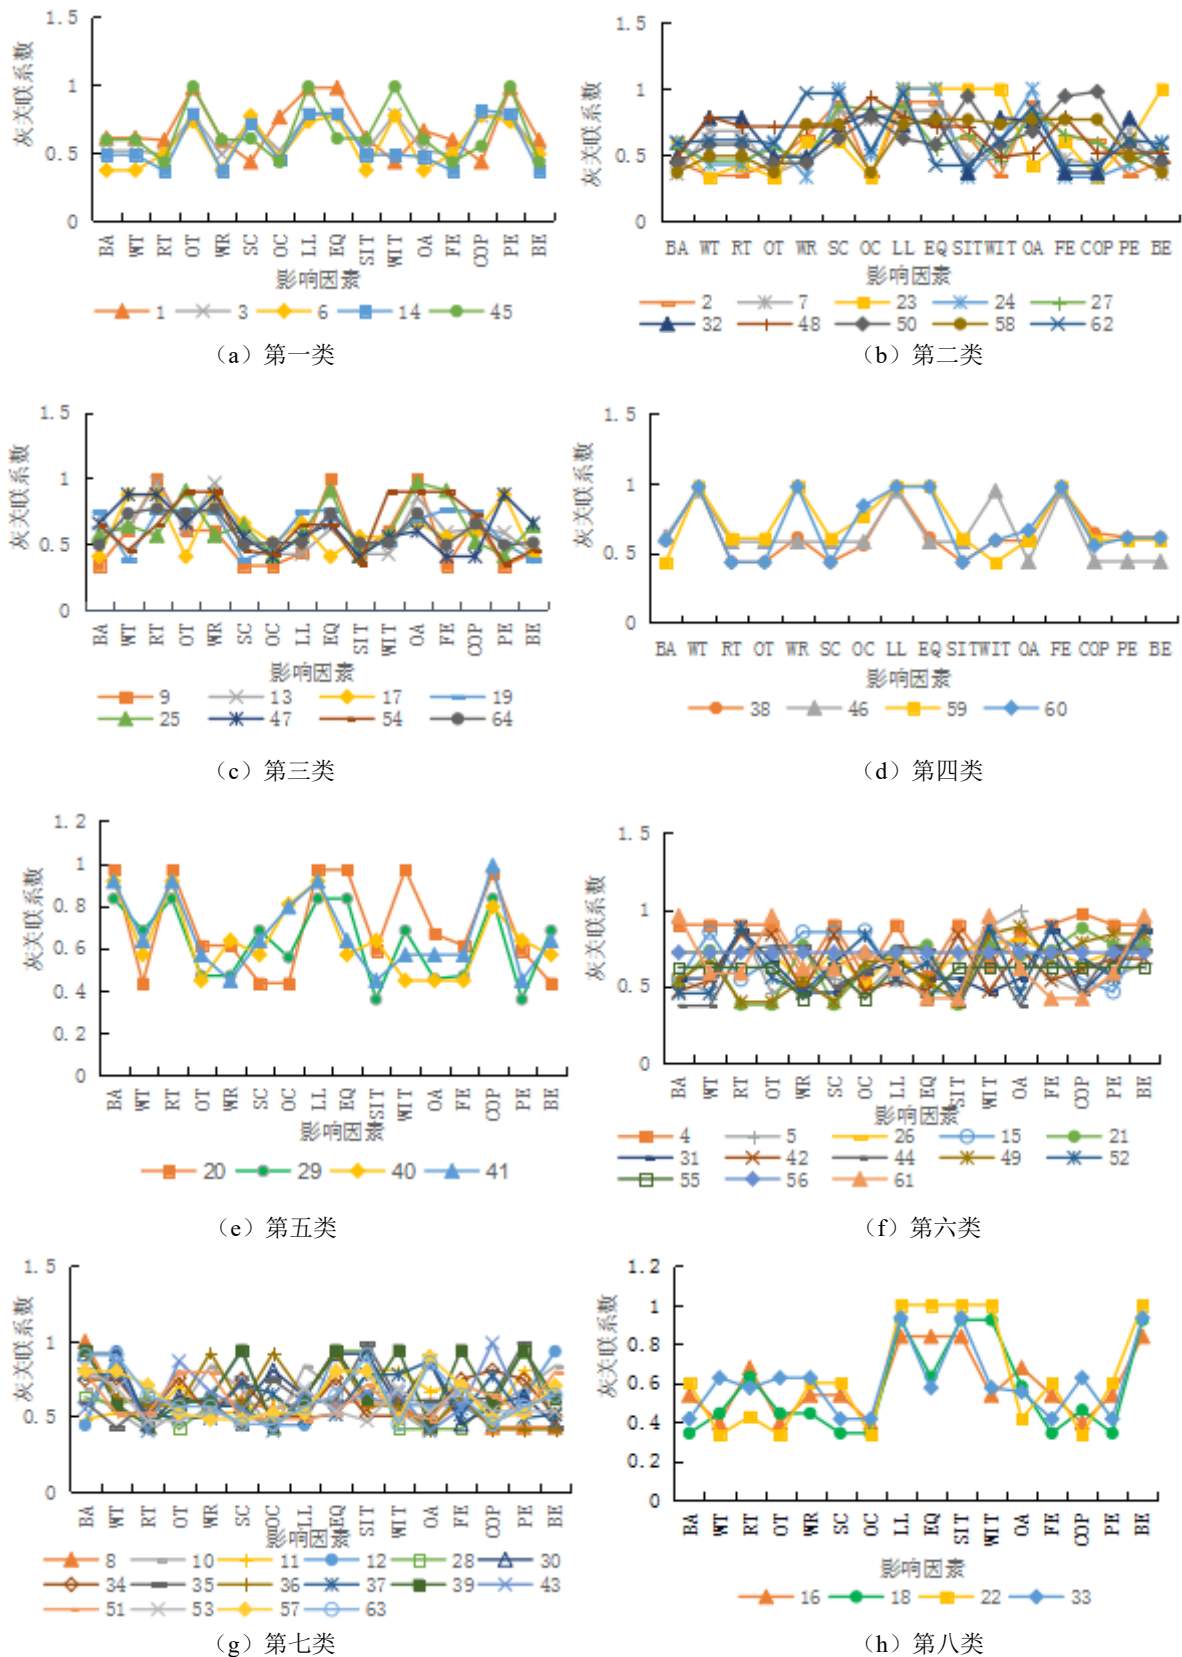 1.5
1
0.5
0
灰关联系数
BA WT RT OT WR SC OC LL EQ SIT WIT OA FE COP PE BE
影响因素
1 3 6 14 45
(a）第一类
1.5
1
0.5
0
灰关联系数
BA WT RT OT WR SC OC LL EQ SIT WIT OA FE COP PE BE
影响因素
2 7 23 24 27
32 48 50 58 62
（b）第二类
1.5
1
0.5
0
灰关联系数
BA WT RT OT WR SC OC LL EQ SIT WIT OA FE COP PE BE
影响因素
9 13 17 19
25 47 54 64
（c）第三类
1.5
1
0.5
0
灰关联系数
BA WT RT OT WR SC OC LL EQ SIT WIT OA FE COP PE BE
影响因素
38 46 59 60
（d）第四类
1.2
1
0.8
0.6
0.4
0.2
0
灰关联系数
BA WT RT OT WR SC OC LL EQ SIT WIT OA FE COP PE BE
影响因素
20 29 40 41
（e）第五类
1.5
1
0.5
0
灰关联系数
BA WT RT OT WR SC OC LL EQ SIT WIT OA FE COP PE BE
影响因素
4 5 26 15 21
31 42 44 49 52
55 56 61
（f）第六类
1.5
1
0.5
0
灰关联系数
BA WT RT OT WR SC OC LL EQ SIT WIT OA FE COP PE BE
影响因素
8 10 11 12 28 30
34 35 36 37 39 43
51 53 57 63
（g）第七类
1.2
1
0.8
0.6
0.4
0.2
0
灰关联系数
BA WT RT OT WR SC OC LL EQ SIT WIT OA FE COP PE BE
影响因素
16 18 22 33
（h）第八类